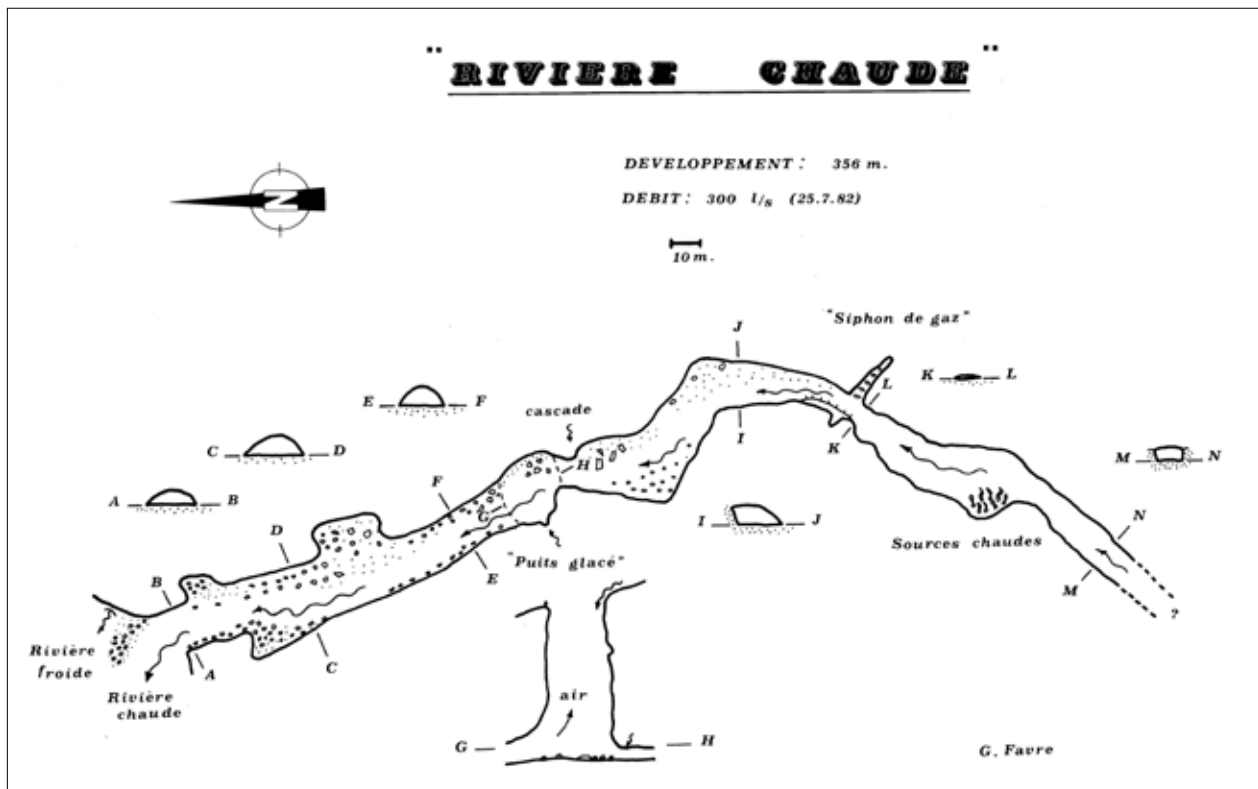 "RIVIERE CHAUDE"
DEVELOPPEMENT: 356 m.
DEBIT: 300 l/s (25.7.82)
N
10 m.
"Siphon de gaz"
J
K L
L
E F
cascade
I
K
C D
H
M N
F
A B
G
I J
N
D
Sources chaudes
"Puits glacé"
E
B
M
?
Rivière
froide
A
C
Rivière
chaude
air
G H
G. Favre